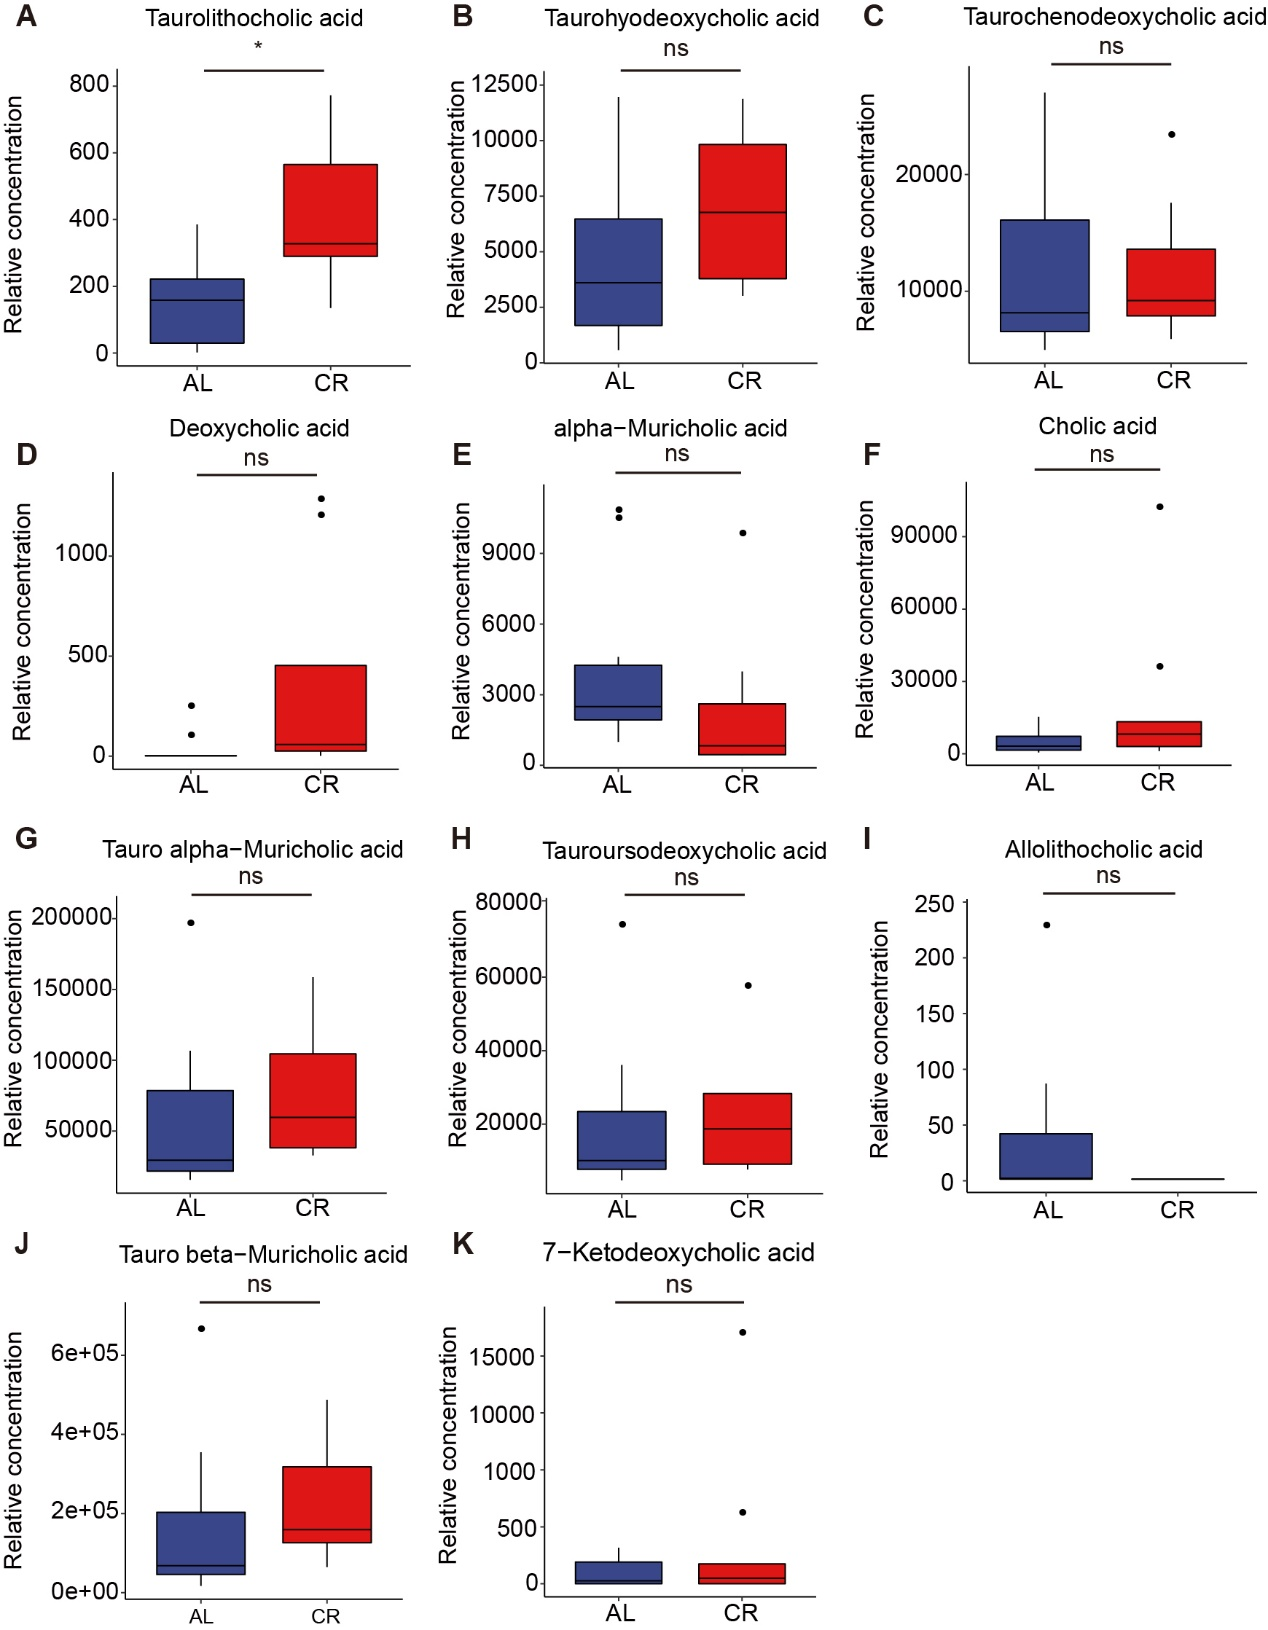 A
Taurolithocholic acid
*
Relative concentration
800
600
400
200
0
AL
CR
B
Taurohyodeoxycholic acid
ns
Relative concentration
12500
10000
7500
5000
2500
0
AL
CR
C
Taurochenodeoxycholic acid
ns
Relative concentration
20000
10000
AL
CR
D
Deoxycholic acid
ns
Relative concentration
1000
500
0
AL
CR
E
alpha−Muricholic acid
ns
Relative concentration
9000
6000
3000
0
AL
CR
F
Cholic acid
ns
Relative concentration
90000
60000
30000
0
AL
CR
G
Tauro alpha−Muricholic acid
ns
Relative concentration
200000
150000
100000
50000
AL
CR
H
Tauroursodeoxycholic acid
ns
Relative concentration
80000
60000
40000
20000
AL
CR
I
Allolithocholic acid
ns
Relative concentration
250
200
150
100
50
0
AL
CR
J
Tauro beta−Muricholic acid
ns
Relative concentration
6e+05
4e+05
2e+05
0e+00
AL
CR
K
7−Ketodeoxycholic acid
ns
Relative concentration
15000
10000
1000
500
0
AL
CR